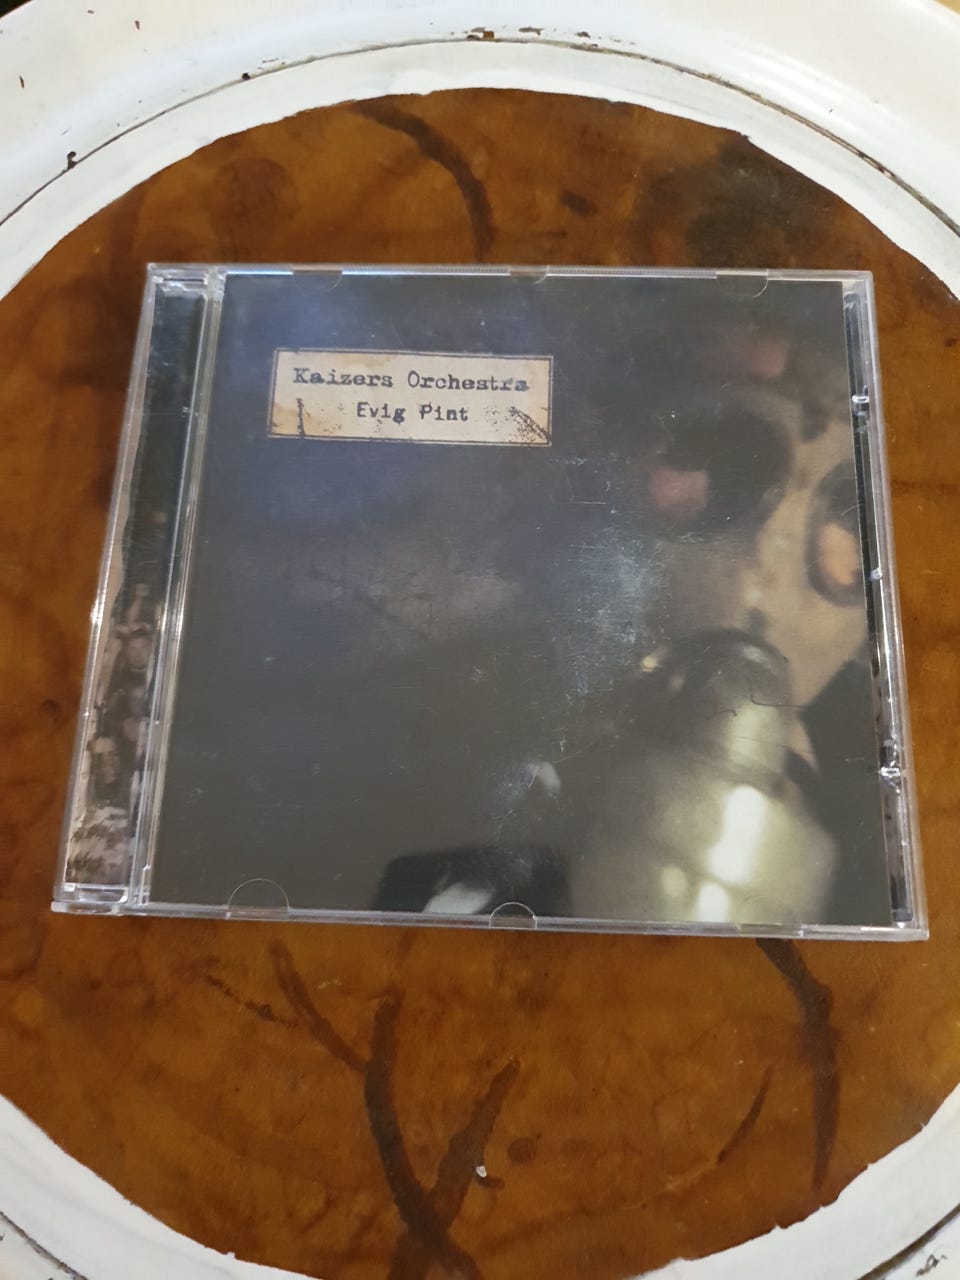 Kaizers Orchestra
Evig Pint